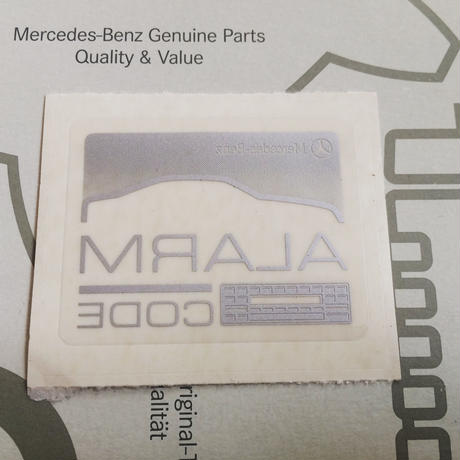 Mercedes-Benz Genuine Parts
Quality & Value
Mercedes-Benz
ALARM
CODE
riginal-T
alität